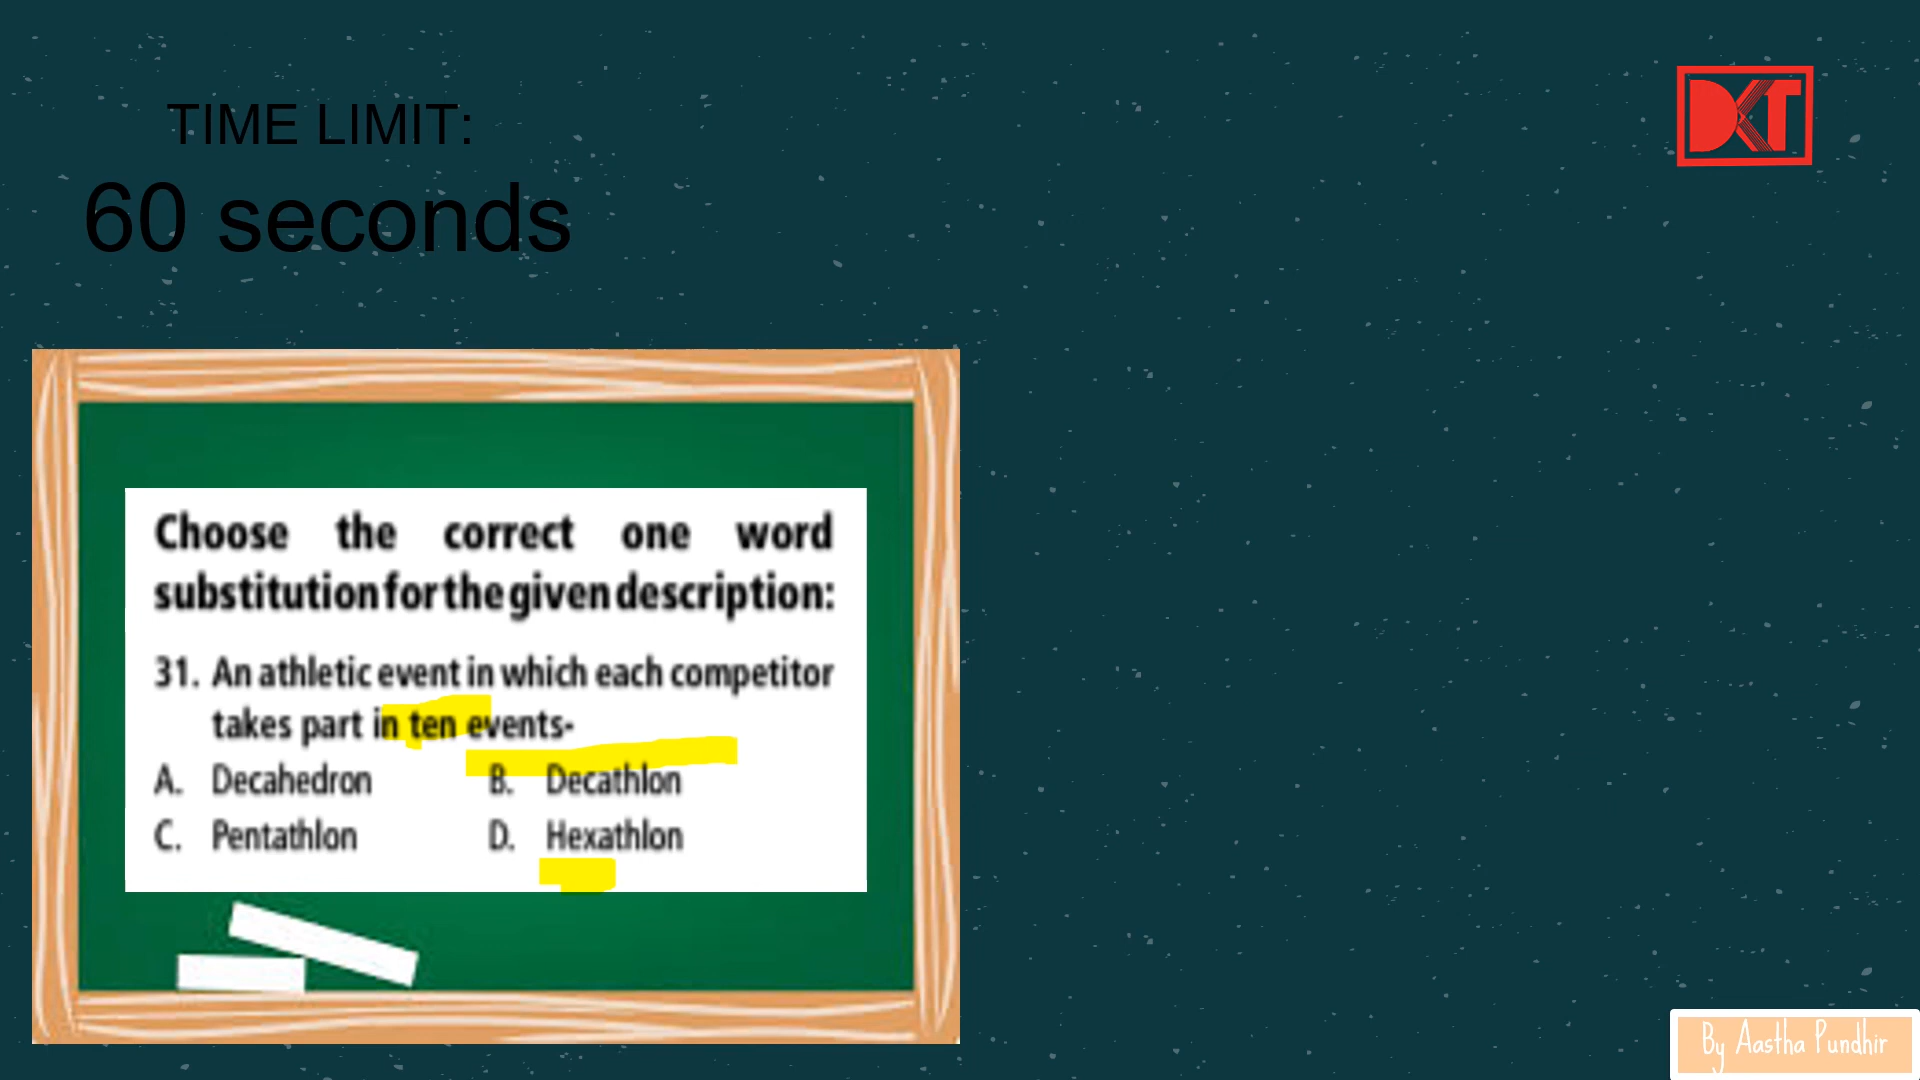 TIME LIMIT:
60 seconds
DKT
Choose the correct one word
substitution for the given description:
31. An athletic event in which each competitor
takes part in ten events-
A. Decahedron B. Decathlon
C. Pentathlon D. Hexathlon
By Aastha Pundhir